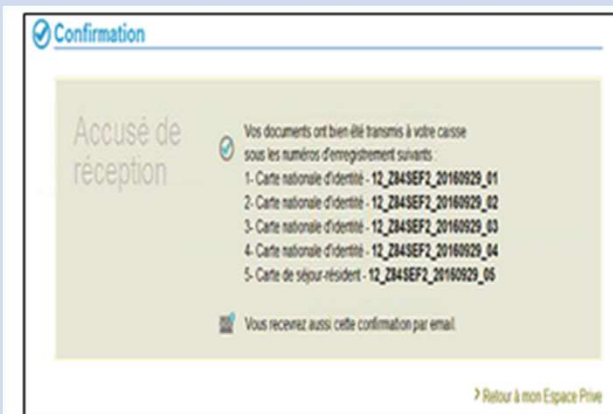 Confirmation
Accusé de
réception
Vos documents ont bien été transmis à votre caisse
sous les numéros d'enregistrement suivants :
1- Carte nationale d'identité - 12_Z84SEF2_20160929_01
2- Carte nationale d'identité - 12_Z84SEF2_20160929_02
3- Carte nationale d'identité - 12_Z84SEF2_20160929_03
4- Carte nationale d'identité - 12_Z84SEF2_20160929_04
5- Carte de séjour-résident - 12_Z84SEF2_20160929_05
Vous recevrez aussi cette confirmation par email.
> Retour à mon Espace Privé